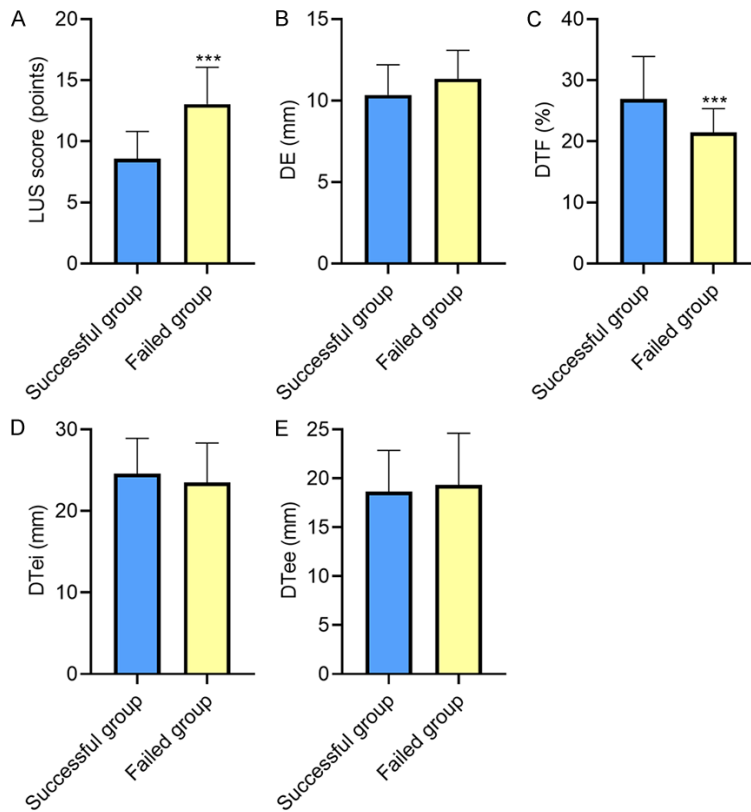 A
LUS score (points)
20
15
10
5
0
***
Successful group
Failed group
B
DE (mm)
15
10
5
0
Successful group
Failed group
C
DTF (%)
40
30
20
10
0
***
Successful group
Failed group
D
DTei (mm)
30
20
10
0
Successful group
Failed group
E
DTee (mm)
25
20
15
10
5
0
Successful group
Failed group